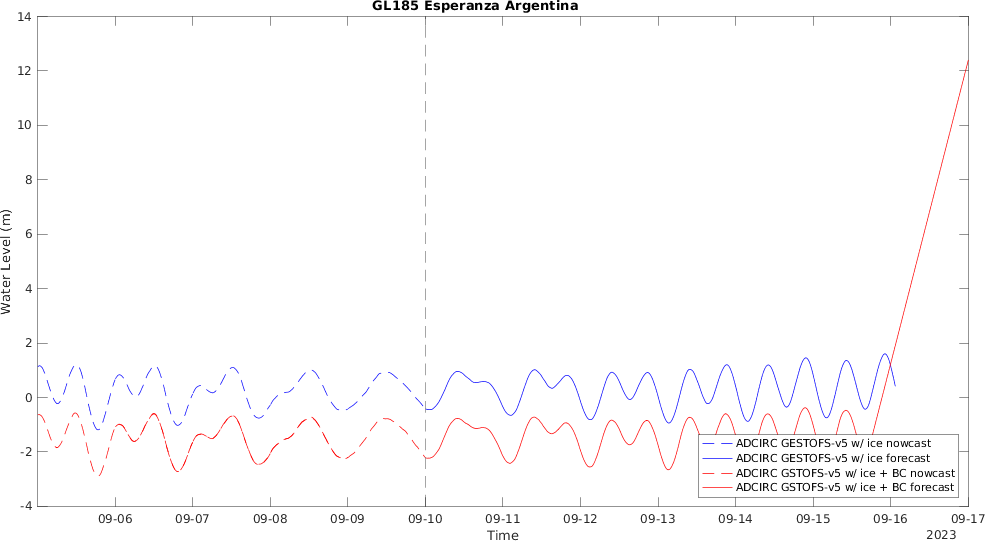 GL185 Esperanza Argentina
14
12
10
8
6
4
2
0
-2
-4
Water Level (m)
ADCIRC GESTOFS-v5 w/ ice nowcast
ADCIRC GESTOFS-v5 w/ ice forecast
ADCIRC GSTOFS-v5 w/ ice + BC nowcast
ADCIRC GSTOFS-v5 w/ ice + BC forecast
09-06 09-07 09-08 09-09 09-10 09-11 09-12 09-13 09-14 09-15 09-16 09-17
Time
2023